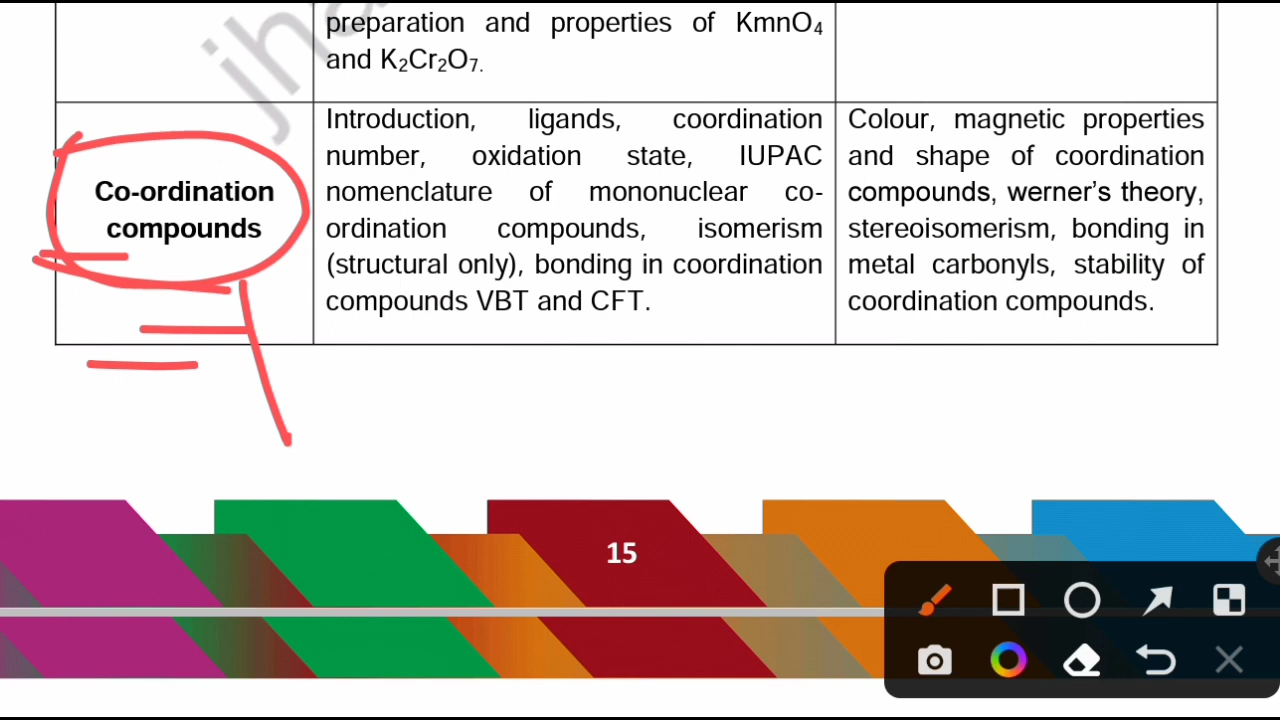 preparation and properties of KmnO₄
and K₂Cr₂O₇.
jha
Co-ordination
compounds
Introduction, ligands, coordination
number, oxidation state, IUPAC
nomenclature of mononuclear co-
ordination compounds, isomerism
(structural only), bonding in coordination
compounds VBT and CFT.
Colour, magnetic properties
and shape of coordination
compounds, werner’s theory,
stereoisomerism, bonding in
metal carbonyls, stability of
coordination compounds.
15